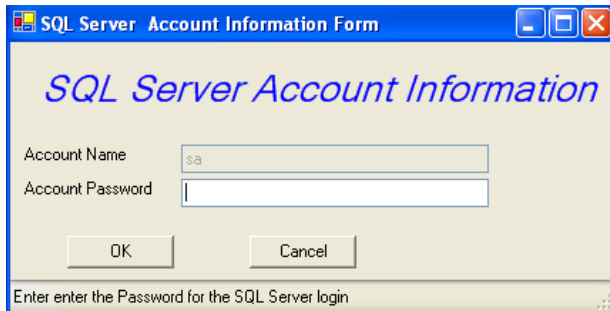 SQL Server  Account Information Form
SQL Server Account Information
Account Name
sa
Account Password
OK
Cancel
Enter enter the Password for the SQL Server login